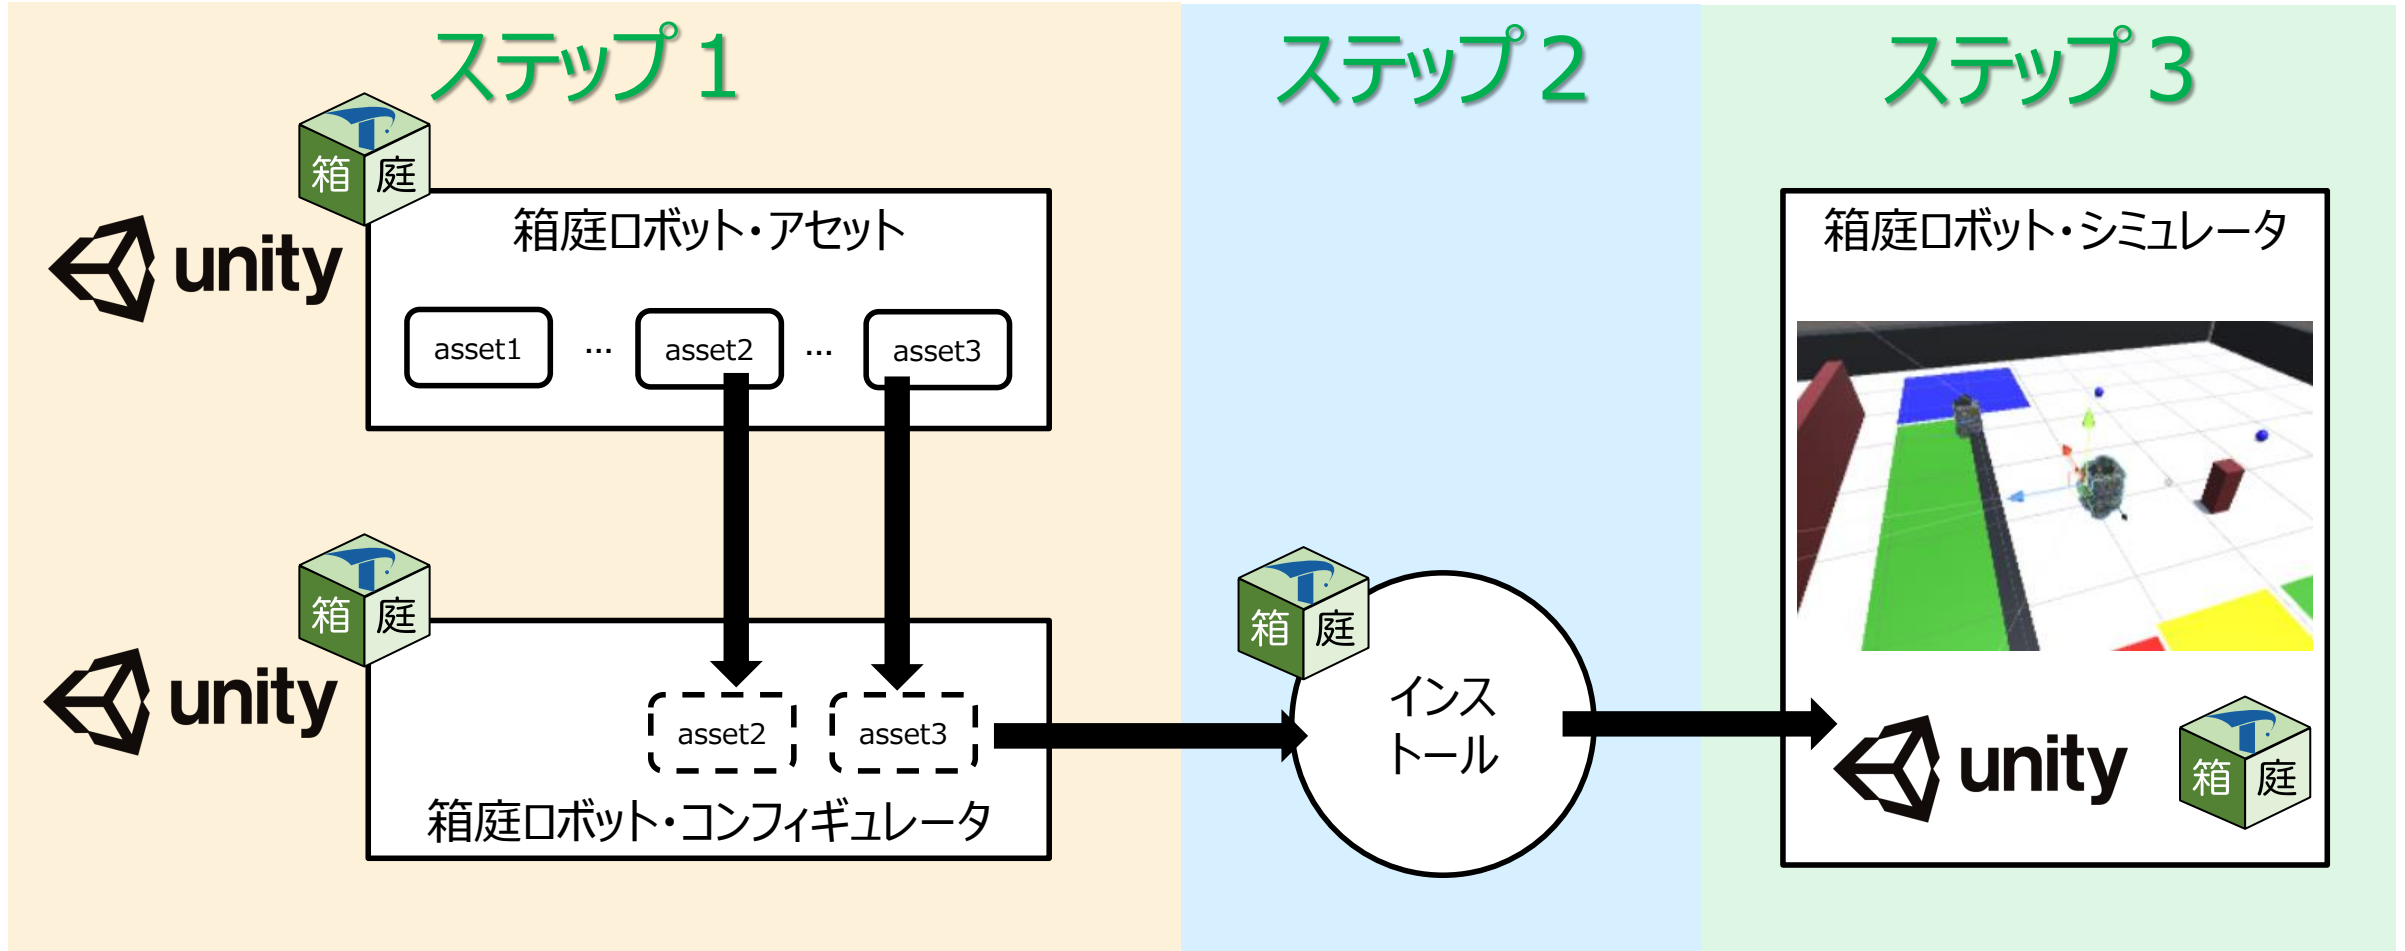 ステップ１
ステップ２
ステップ３
箱 庭
unity
箱庭ロボット・アセット
asset1 … asset2 … asset3
箱 庭
unity
asset2 asset3
箱庭ロボット・コンフィギュレータ
箱 庭
インス
トール
箱庭ロボット・シミュレータ
unity
箱 庭